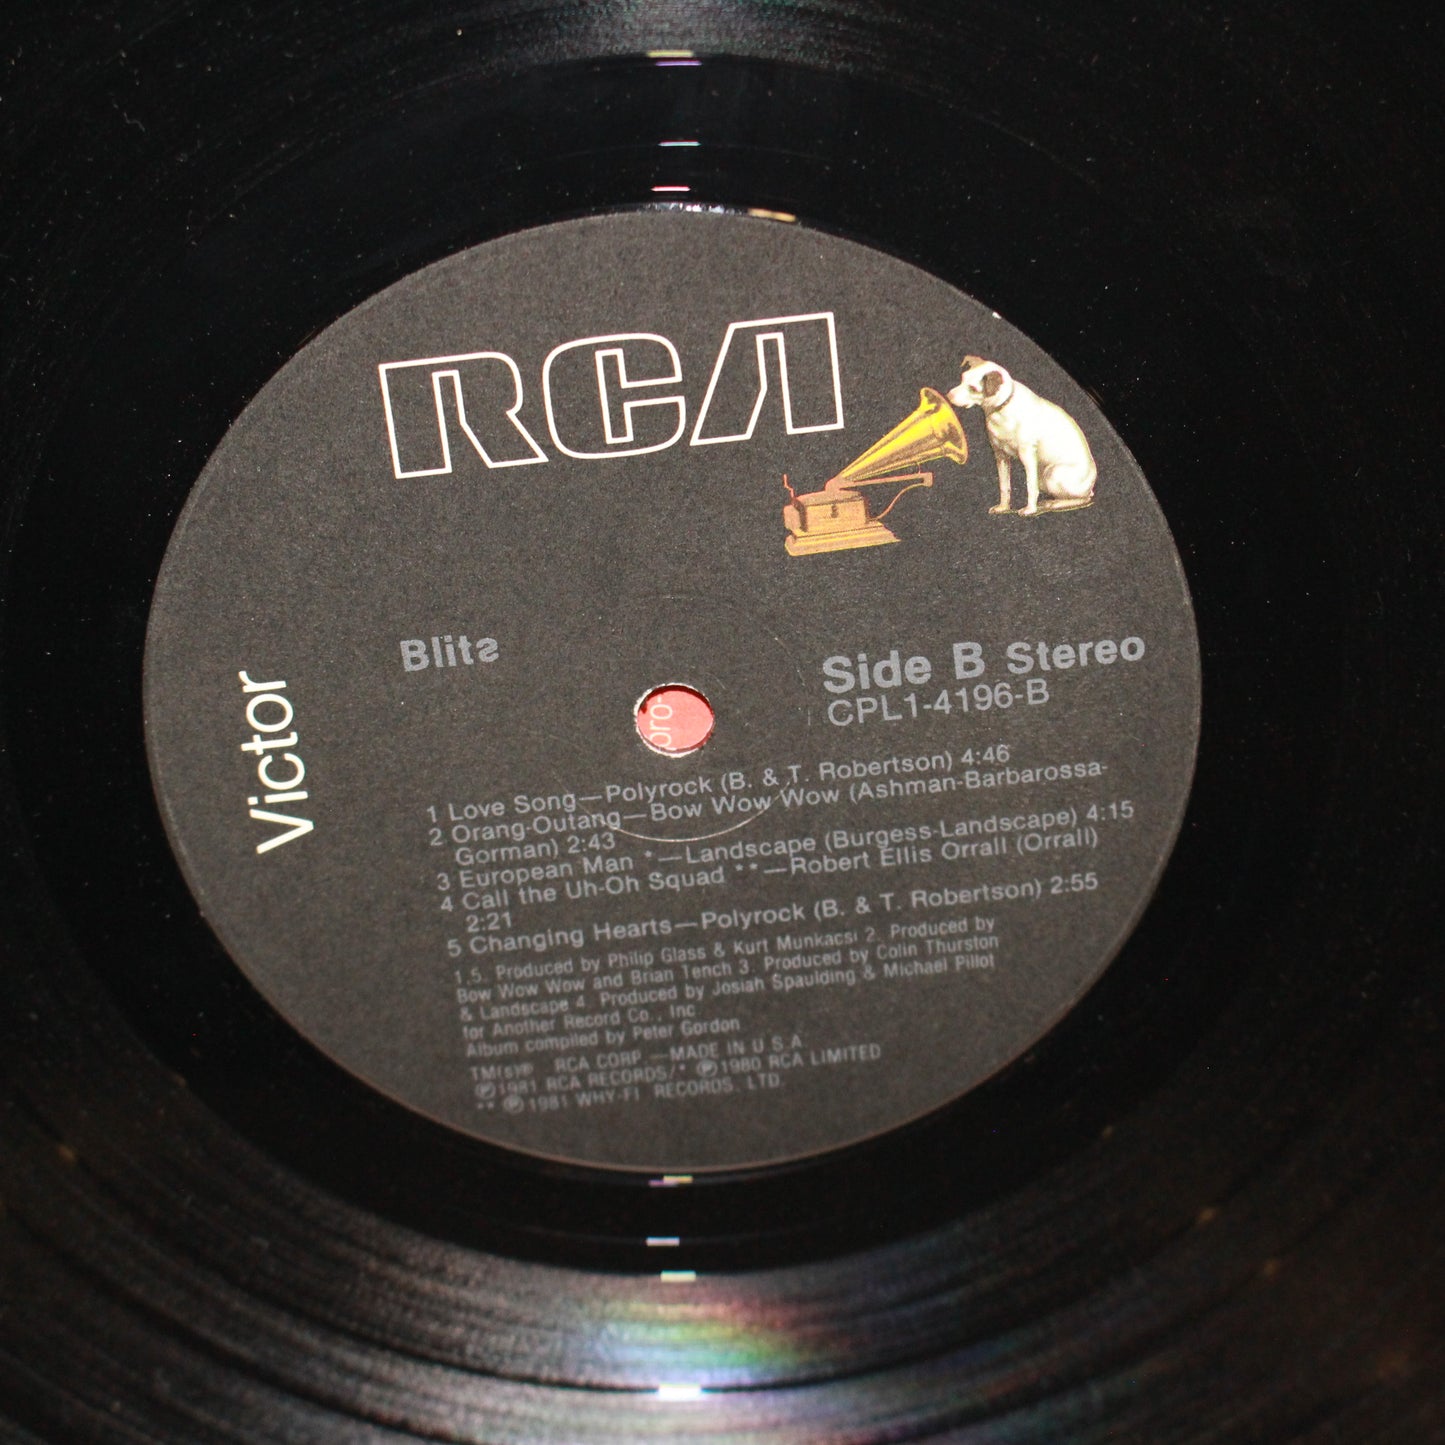 RCA
Victor
Blits
Side B Stereo
CPL1-4196-B
pro-
1 Love Song—Polyrock (B. & T. Robertson) 4:46
2 Orang-Outang—Bow Wow Wow (Ashman-Barbarossa-
Gorman) 2:43
3 European Man *—Landscape (Burgess-Landscape) 4:15
4 Call the Uh-Oh Squad **—Robert Ellis Orrall (Orrall)
2:21
5 Changing Hearts—Polyrock (B. & T. Robertson) 2:55
1,5. Produced by Philip Glass & Kurt Munkacsi 2. Produced by
Bow Wow Wow and Brian Tench 3. Produced by Colin Thurston
& Landscape 4. Produced by Josiah Spaulding & Michael Pillot
for Another Record Co., Inc
Album compiled by Peter Gordon
TM(s)® RCA CORP.—MADE IN U.S.A.
℗1981 RCA RECORDS/* ℗1980 RCA LIMITED
** ℗1981 WHY-FI RECORDS, LTD.